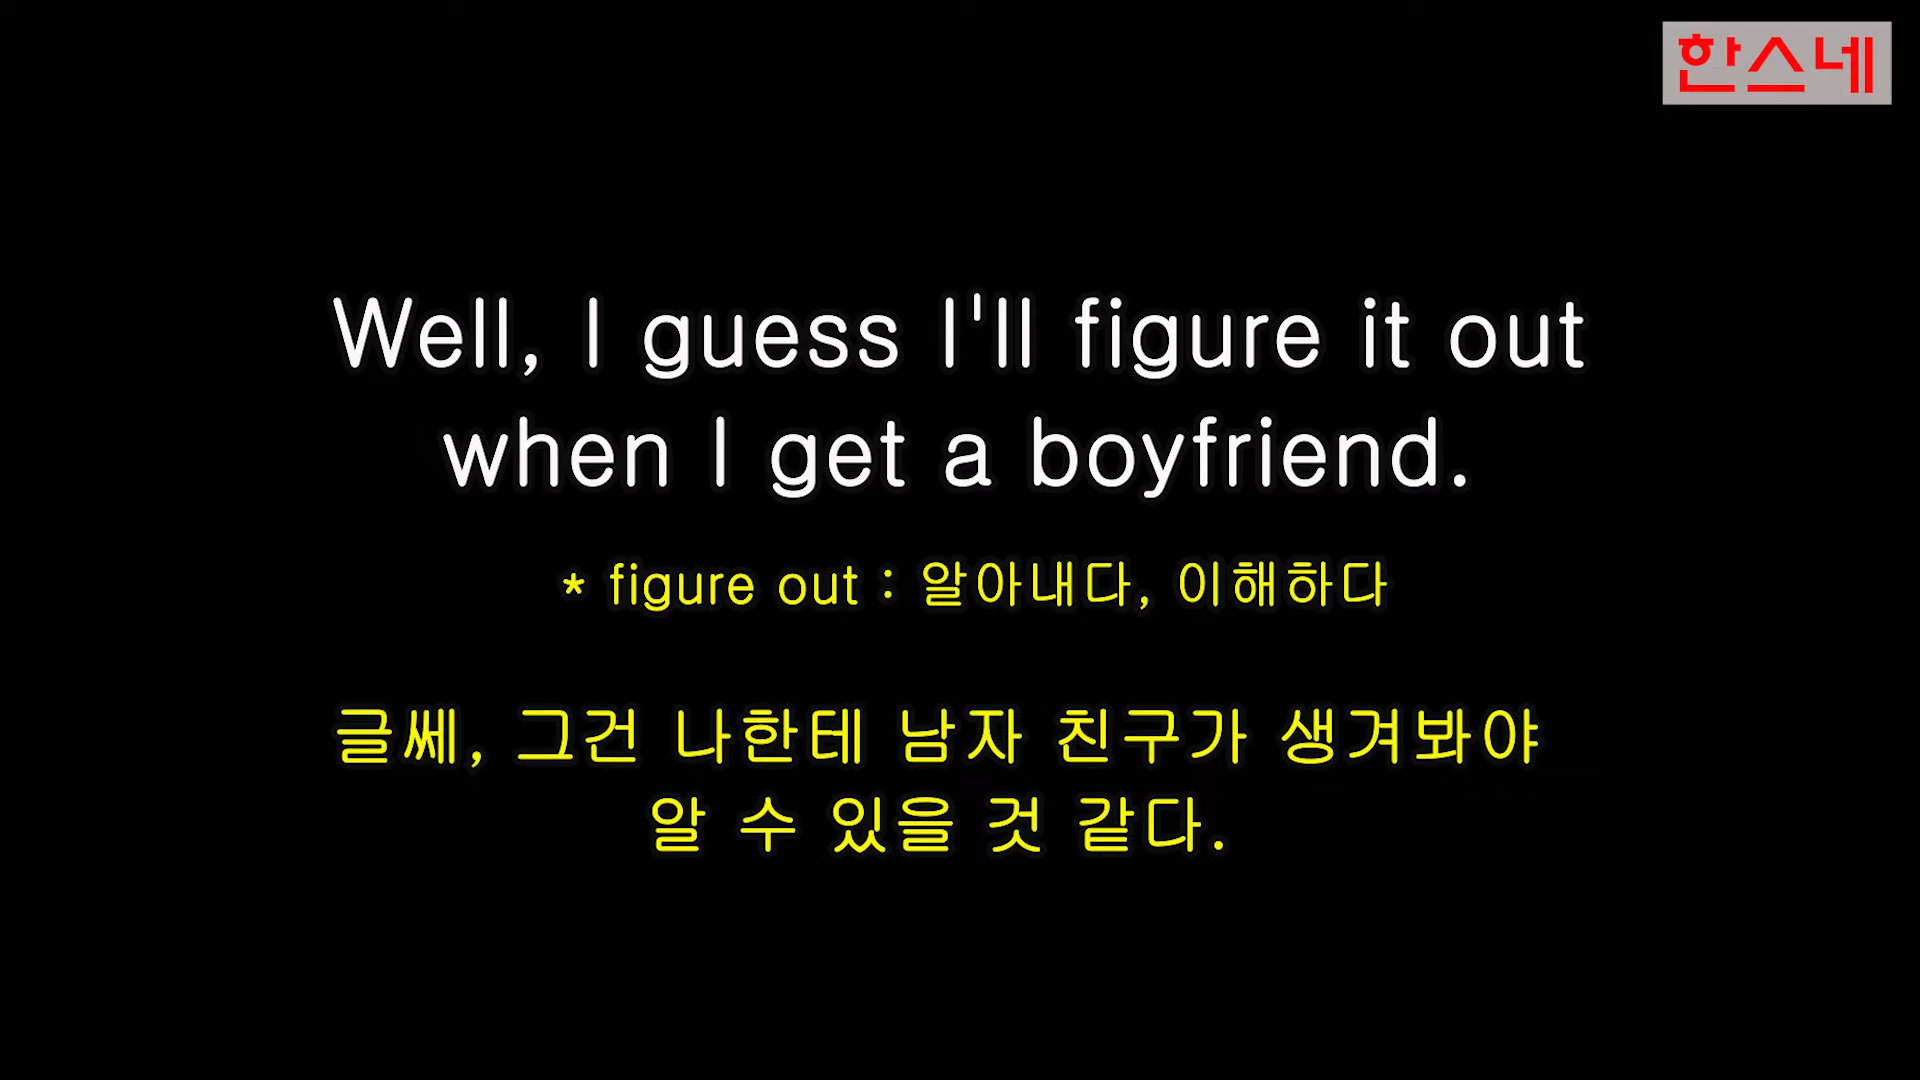 한스네
Well, I guess I'll figure it out
when I get a boyfriend.
* figure out : 알아내다, 이해하다
글쎄, 그건 나한테 남자 친구가 생겨봐야
알 수 있을 것 같다.